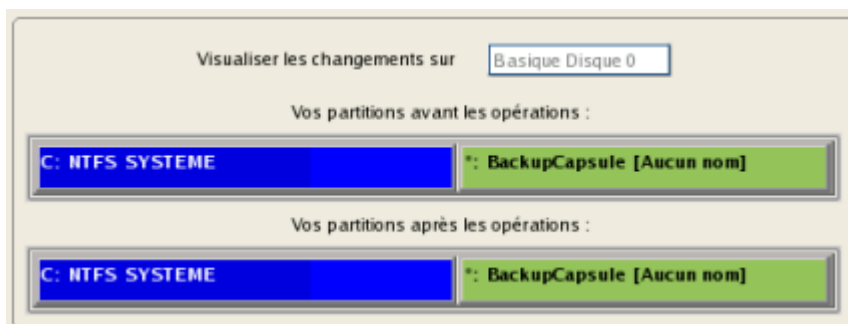 Visualiser les changements sur Basique Disque 0
Vos partitions avant les opérations :
C: NTFS SYSTEME *: BackupCapsule [Aucun nom]
Vos partitions après les opérations :
C: NTFS SYSTEME *: BackupCapsule [Aucun nom]